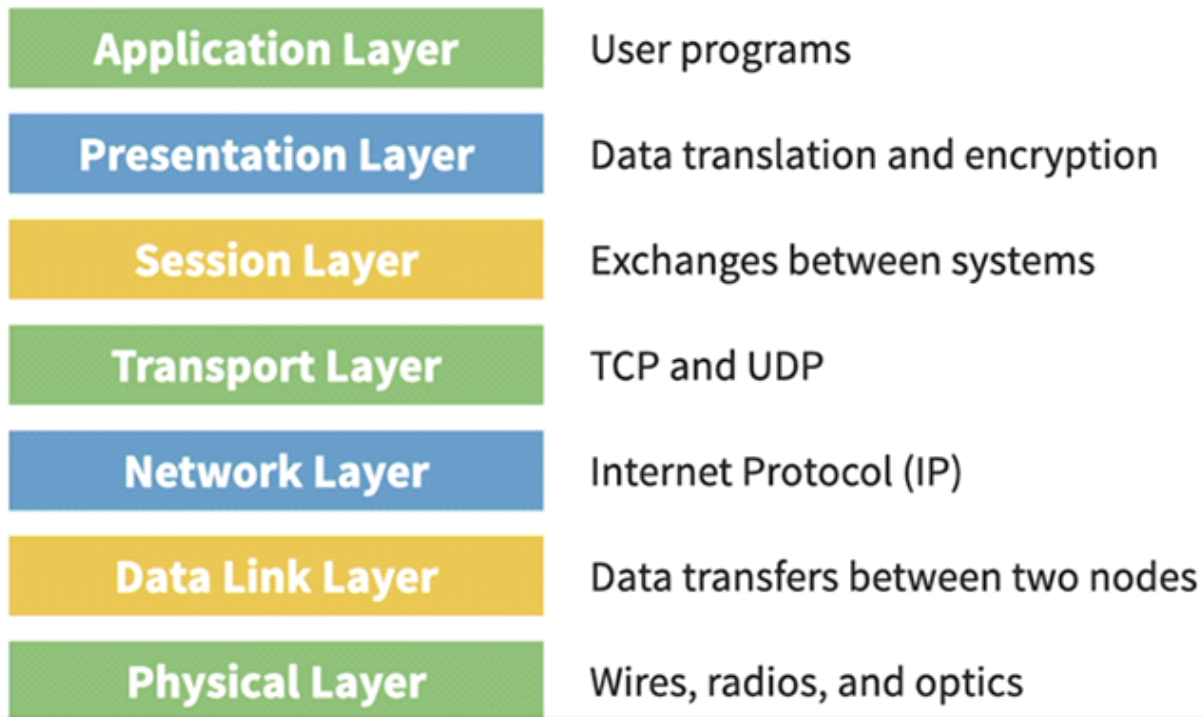 Application Layer User programs
Presentation Layer Data translation and encryption
Session Layer Exchanges between systems
Transport Layer TCP and UDP
Network Layer Internet Protocol (IP)
Data Link Layer Data transfers between two nodes
Physical Layer Wires, radios, and optics